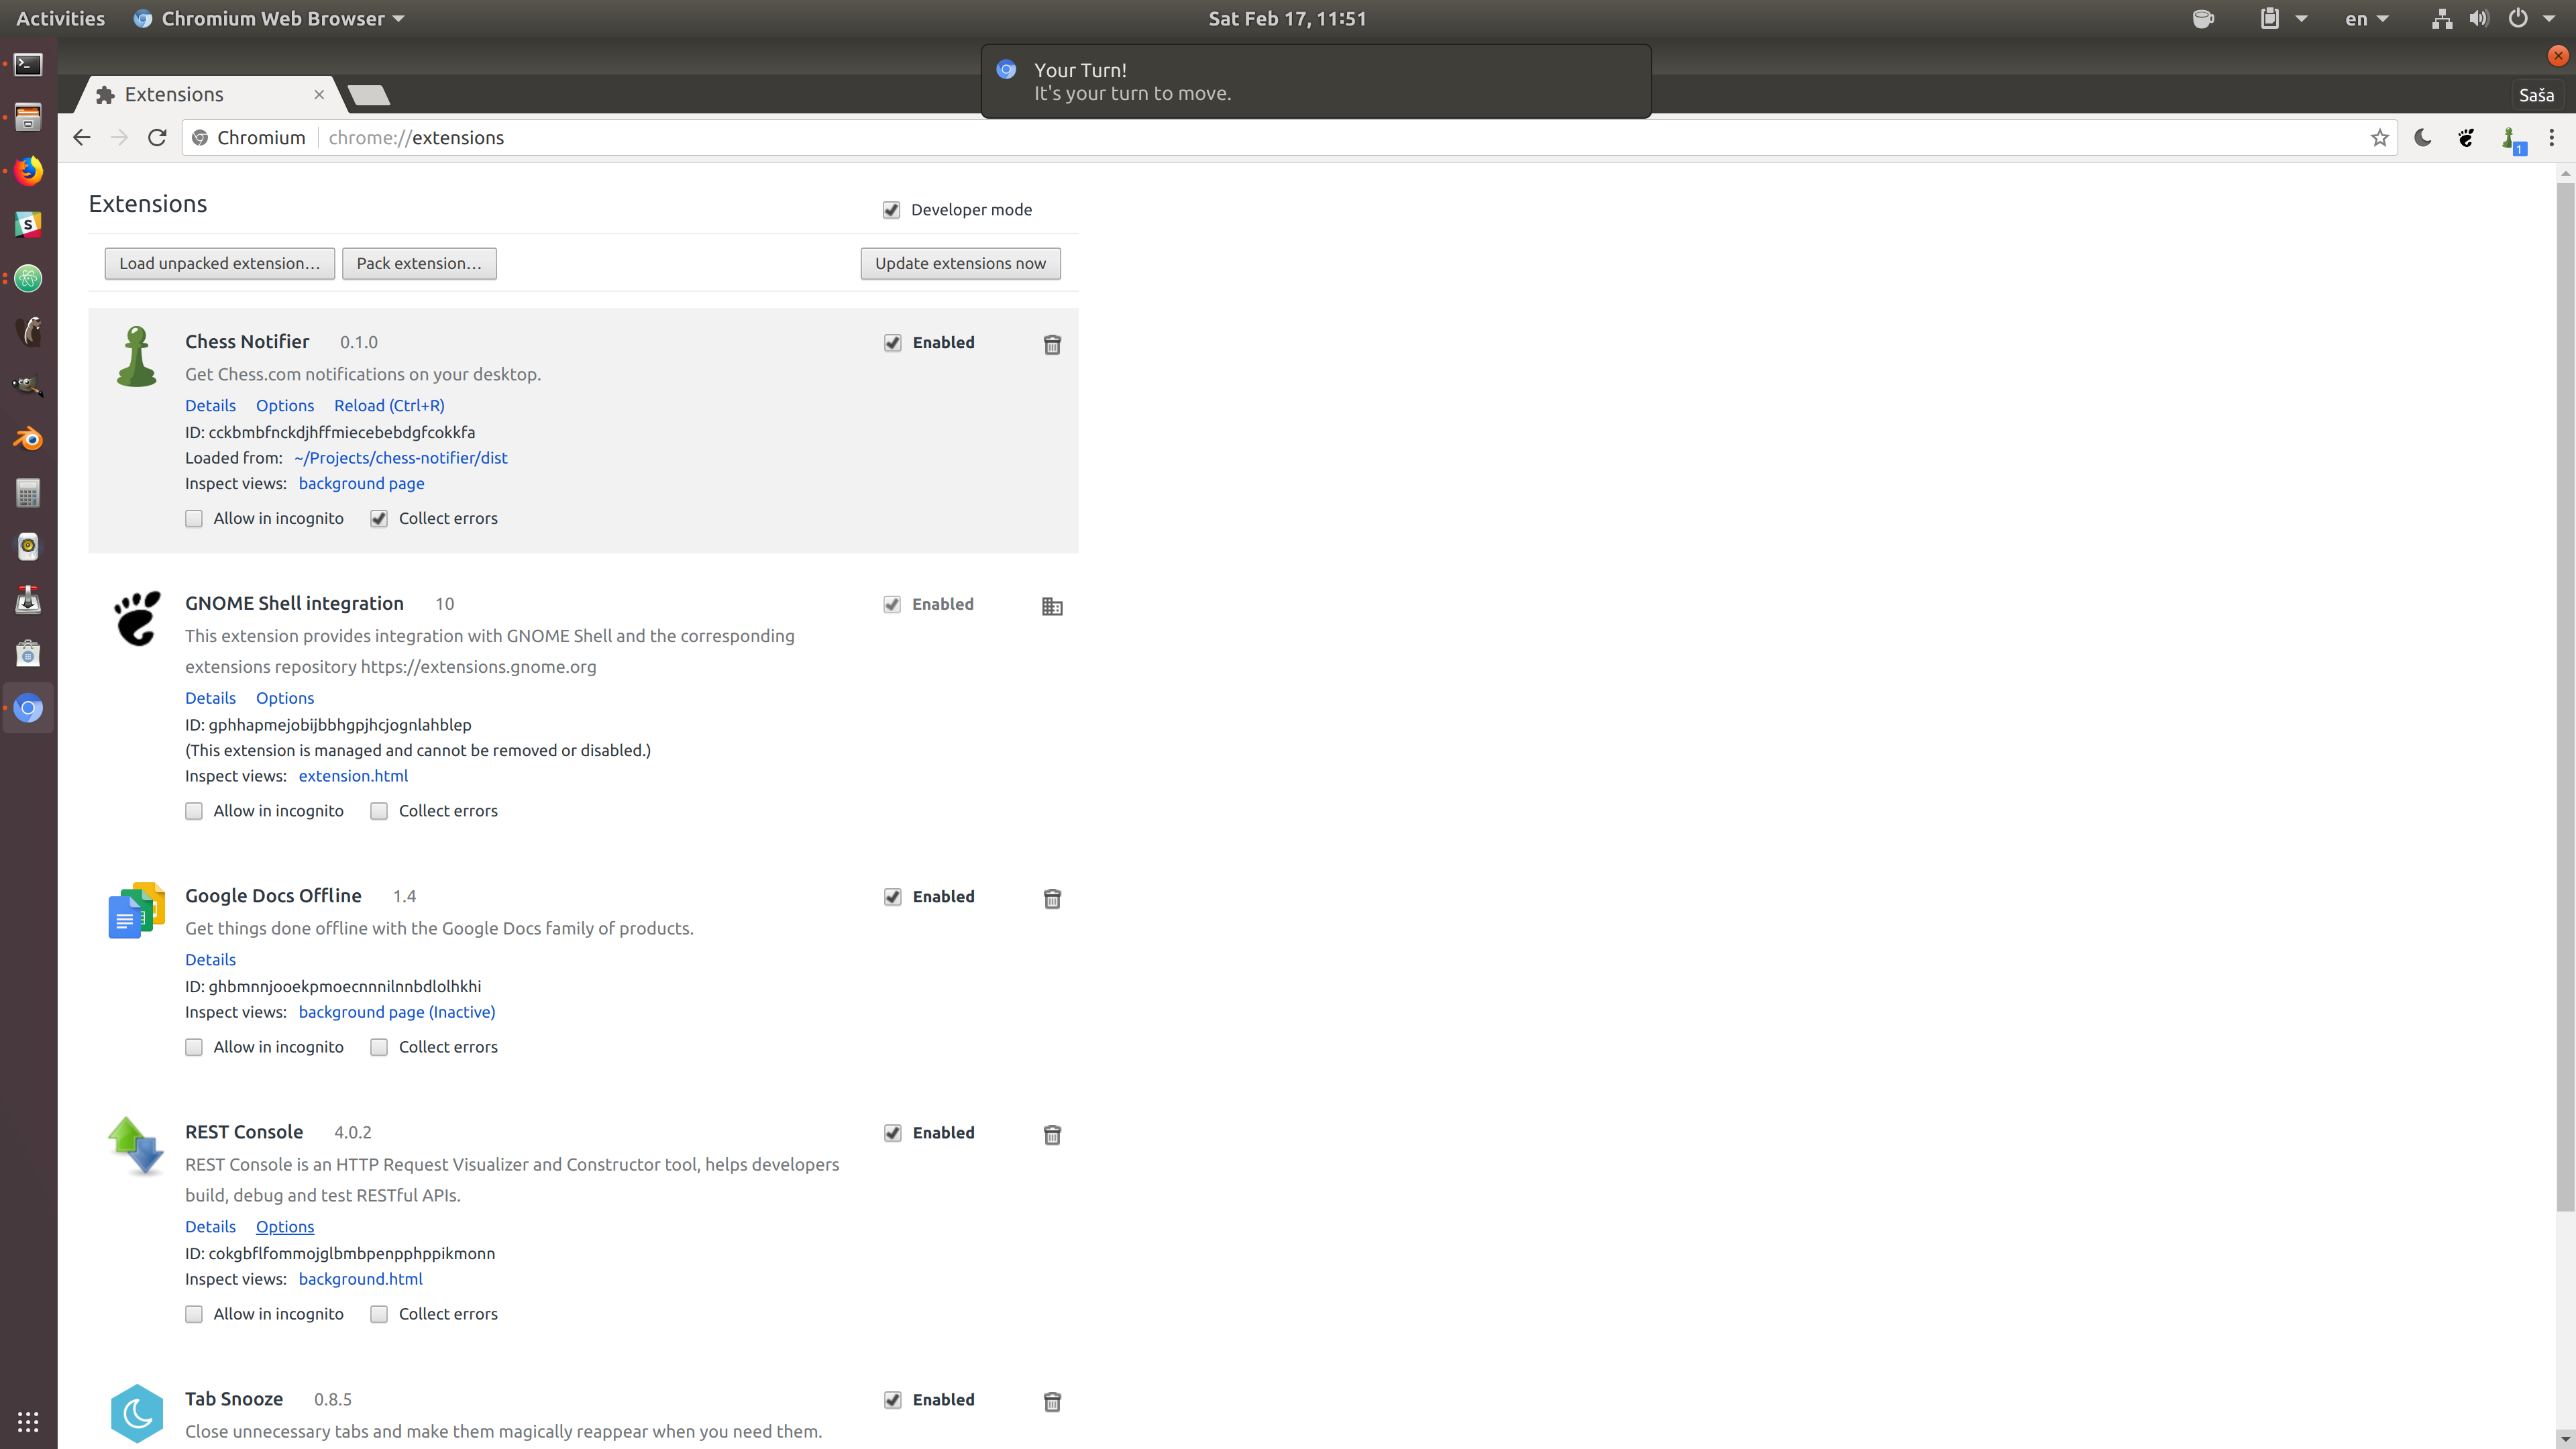 Activities Chromium Web Browser Sat Feb 17, 11:51 en
Your Turn!
It's your turn to move.
Extensions
Saša
Chromium chrome://extensions
1
Extensions Developer mode
Load unpacked extension… Pack extension… Update extensions now
Chess Notifier 0.1.0 Enabled
Get Chess.com notifications on your desktop.
Details Options Reload (Ctrl+R)
ID: cckbmbfnckdjhffmiecebebdgfcokkfa
Loaded from: ~/Projects/chess-notifier/dist
Inspect views: background page
Allow in incognito Collect errors
GNOME Shell integration 10 Enabled
This extension provides integration with GNOME Shell and the corresponding
extensions repository https://extensions.gnome.org
Details Options
ID: gphhapmejobijbbhgpjhcjognlahblep
(This extension is managed and cannot be removed or disabled.)
Inspect views: extension.html
Allow in incognito Collect errors
Google Docs Offline 1.4 Enabled
Get things done offline with the Google Docs family of products.
Details
ID: ghbmnnjooekpmoecnnnilnnbdlolhkhi
Inspect views: background page (Inactive)
Allow in incognito Collect errors
REST Console 4.0.2 Enabled
REST Console is an HTTP Request Visualizer and Constructor tool, helps developers
build, debug and test RESTful APIs.
Details Options
ID: cokgbflfommojglbmbpenpphppikmonn
Inspect views: background.html
Allow in incognito Collect errors
Tab Snooze 0.8.5 Enabled
Close unnecessary tabs and make them magically reappear when you need them.